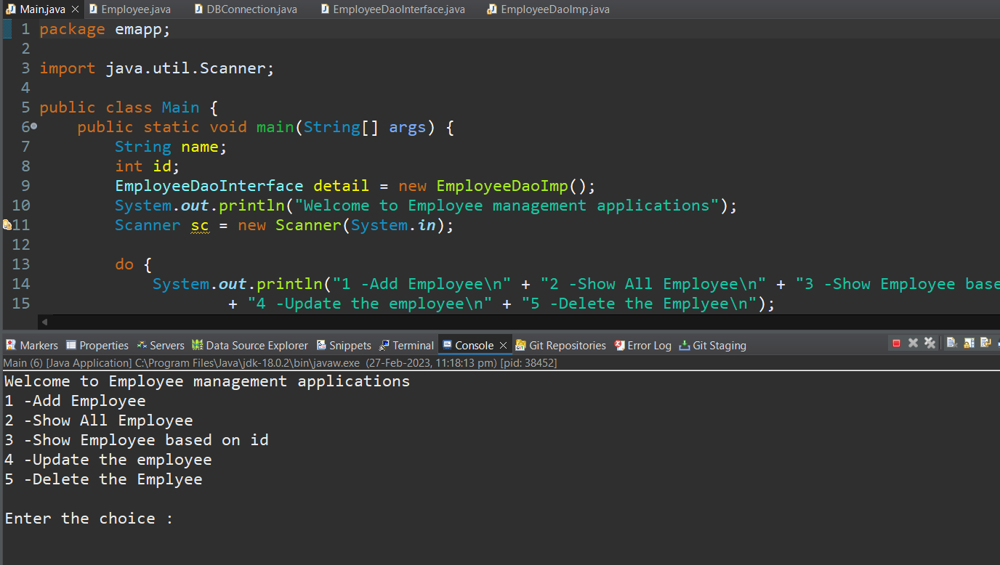 Main.java Employee.java DBConnection.java EmployeeDaoInterface.java EmployeeDaoImp.java
1 package emapp;
2
3 import java.util.Scanner;
4
5 public class Main {
6 public static void main(String[] args) {
7 String name;
8 int id;
9 EmployeeDaoInterface detail = new EmployeeDaoImp();
10 System.out.println("Welcome to Employee management applications");
11 Scanner sc = new Scanner(System.in);
12
13 do {
14 System.out.println("1 -Add Employee\n" + "2 -Show All Employee\n" + "3 -Show Employee base
15 + "4 -Update the employee\n" + "5 -Delete the Emplyee\n");
Markers Properties Servers Data Source Explorer Snippets Terminal Console Git Repositories Error Log Git Staging
Main (6) [Java Application] C:\Program Files\Java\jdk-18.0.2\bin\javaw.exe (27-Feb-2023, 11:18:13 pm) [pid: 38452]
Welcome to Employee management applications
1 -Add Employee
2 -Show All Employee
3 -Show Employee based on id
4 -Update the employee
5 -Delete the Emplyee
Enter the choice :